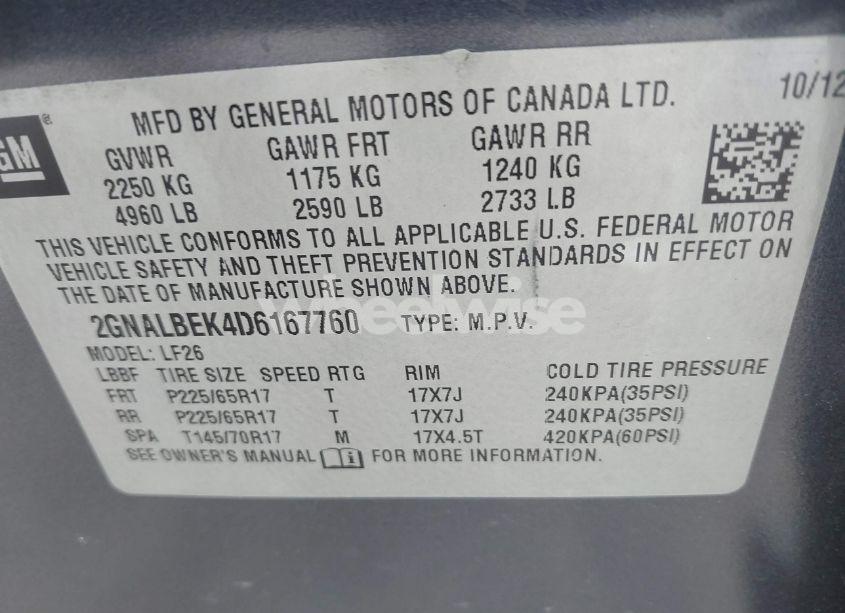 10/12
GM®
MFD BY GENERAL MOTORS OF CANADA LTD.
GVWR GAWR FRT GAWR RR
2250 KG 1175 KG 1240 KG
4960 LB 2590 LB 2733 LB
THIS VEHICLE CONFORMS TO ALL APPLICABLE U.S. FEDERAL MOTOR
VEHICLE SAFETY AND THEFT PREVENTION STANDARDS IN EFFECT ON
THE DATE OF MANUFACTURE SHOWN ABOVE.
Wheelwise
2GNALBEK4D6167760 TYPE: M.P.V.
MODEL: LF26
LBBF TIRE SIZE SPEED RTG RIM COLD TIRE PRESSURE
FRT P225/65R17 T 17X7J 240KPA(35PSI)
RR P225/65R17 T 17X7J 240KPA(35PSI)
SPA T145/70R17 M 17X4.5T 420KPA(60PSI)
SEE OWNER'S MANUAL FOR MORE INFORMATION.